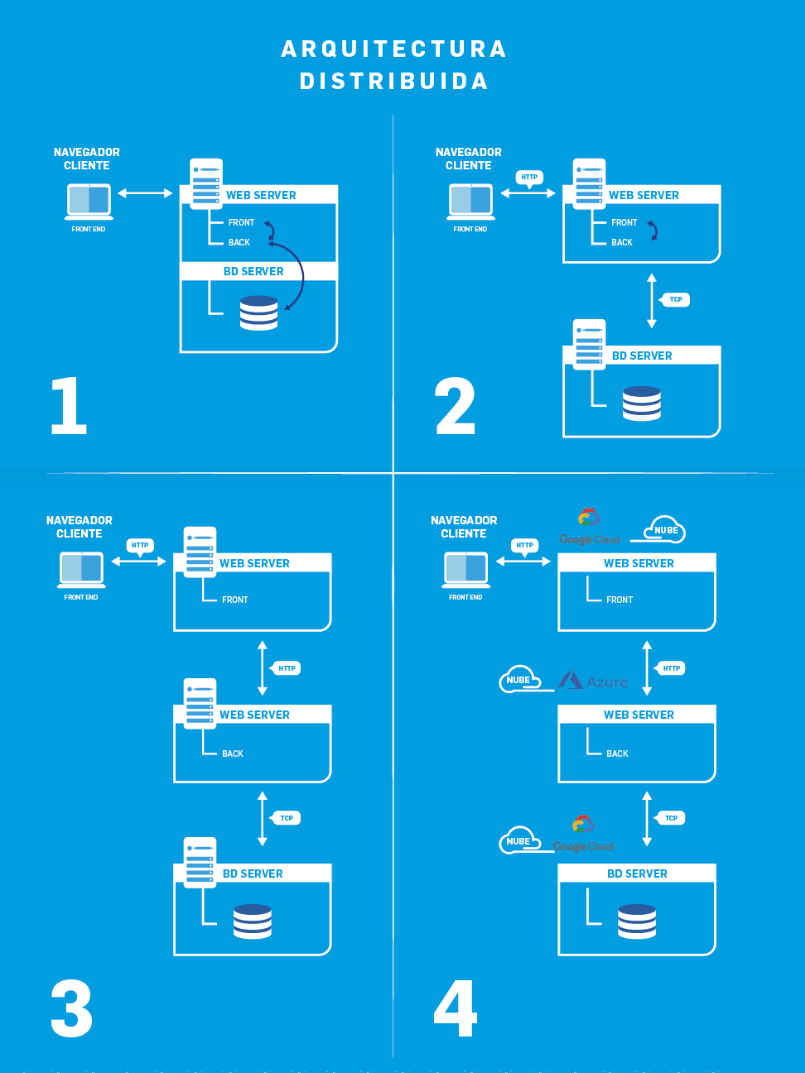 ARQUITECTURA
DISTRIBUIDA
NAVEGADOR
CLIENTE
FRONT END
WEB SERVER
FRONT
BACK
BD SERVER
1
NAVEGADOR
CLIENTE
HTTP
FRONT END
WEB SERVER
FRONT
BACK
TCP
BD SERVER
2
NAVEGADOR
CLIENTE
HTTP
FRONT END
WEB SERVER
FRONT
HTTP
WEB SERVER
BACK
TCP
BD SERVER
3
NAVEGADOR
CLIENTE
HTTP
FRONT END
Google Cloud
NUBE
WEB SERVER
FRONT
HTTP
NUBE
Azure
WEB SERVER
BACK
TCP
NUBE
Google Cloud
BD SERVER
4